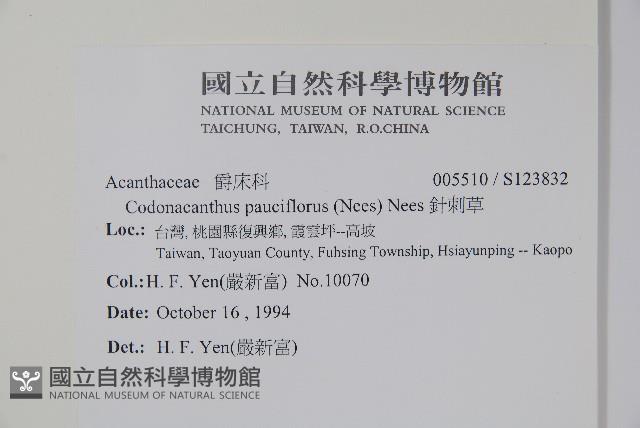 國立自然科學博物館
NATIONAL MUSEUM OF NATURAL SCIENCE
TAICHUNG, TAIWAN, R.O.CHINA
Acanthaceae 爵床科 005510 / S123832
Codonacanthus pauciflorus (Nees) Nees 針刺草
Loc.: 台灣, 桃園縣復興鄉, 霞雲坪--高坡
Taiwan, Taoyuan County, Fuhsing Township, Hsiayunping -- Kaopo
Col.: H. F. Yen(嚴新富) No.10070
Date: October 16 , 1994
Det.: H. F. Yen(嚴新富)
國立自然科學博物館
NATIONAL MUSEUM OF NATURAL SCIENCE